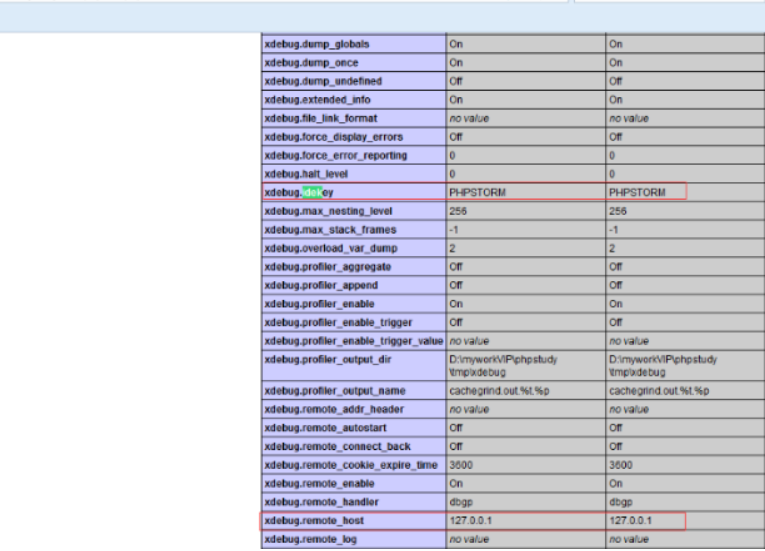 xdebug.dump_globals On On
xdebug.dump_once On On
xdebug.dump_undefined Off Off
xdebug.extended_info On On
xdebug.file_link_format no value no value
xdebug.force_display_errors Off Off
xdebug.force_error_reporting 0 0
xdebug.halt_level 0 0
xdebug.idekey PHPSTORM PHPSTORM
xdebug.max_nesting_level 256 256
xdebug.max_stack_frames -1 -1
xdebug.overload_var_dump 2 2
xdebug.profiler_aggregate Off Off
xdebug.profiler_append Off Off
xdebug.profiler_enable On On
xdebug.profiler_enable_trigger Off Off
xdebug.profiler_enable_trigger_value no value no value
xdebug.profiler_output_dir D:\myworkVIP\phpstudy D:\myworkVIP\phpstudy
\tmp\xdebug \tmp\xdebug
xdebug.profiler_output_name cachegrind.out.%t.%p cachegrind.out.%t.%p
xdebug.remote_addr_header no value no value
xdebug.remote_autostart Off Off
xdebug.remote_connect_back Off Off
xdebug.remote_cookie_expire_time 3600 3600
xdebug.remote_enable On On
xdebug.remote_handler dbgp dbgp
xdebug.remote_host 127.0.0.1 127.0.0.1
xdebug.remote_log no value no value